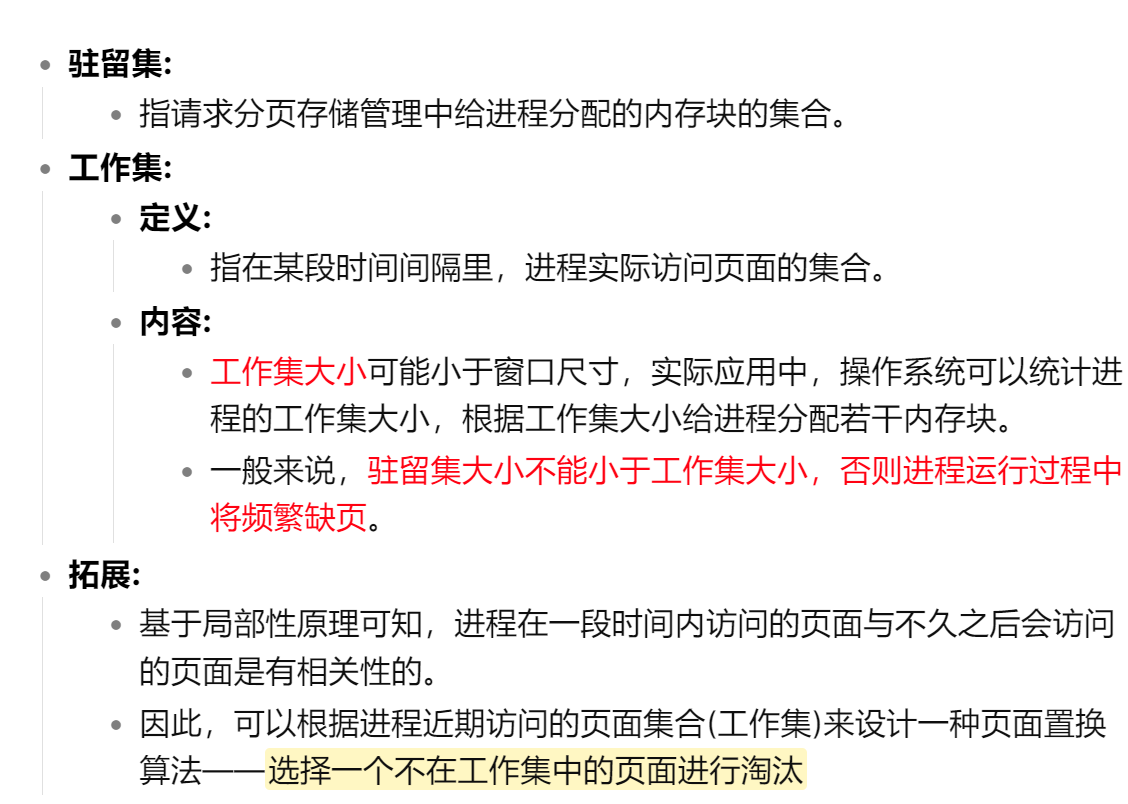 驻留集:
指请求分页存储管理中给进程分配的内存块的集合。
工作集:
定义:
指在某段时间间隔里，进程实际访问页面的集合。
内容:
工作集大小可能小于窗口尺寸，实际应用中，操作系统可以统计进
程的工作集大小，根据工作集大小给进程分配若干内存块。
一般来说，驻留集大小不能小于工作集大小，否则进程运行过程中
将频繁缺页。
拓展:
基于局部性原理可知，进程在一段时间内访问的页面与不久之后会访问
的页面是有相关性的。
因此，可以根据进程近期访问的页面集合(工作集)来设计一种页面置换
算法——选择一个不在工作集中的页面进行淘汰